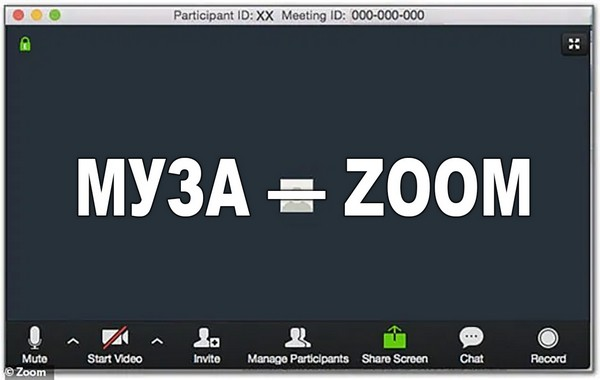 Participant ID: XX Meeting ID: 000-000-000
МУЗА — ZOOM
Mute Start Video Invite Manage Participants Share Screen Chat Record
© Zoom